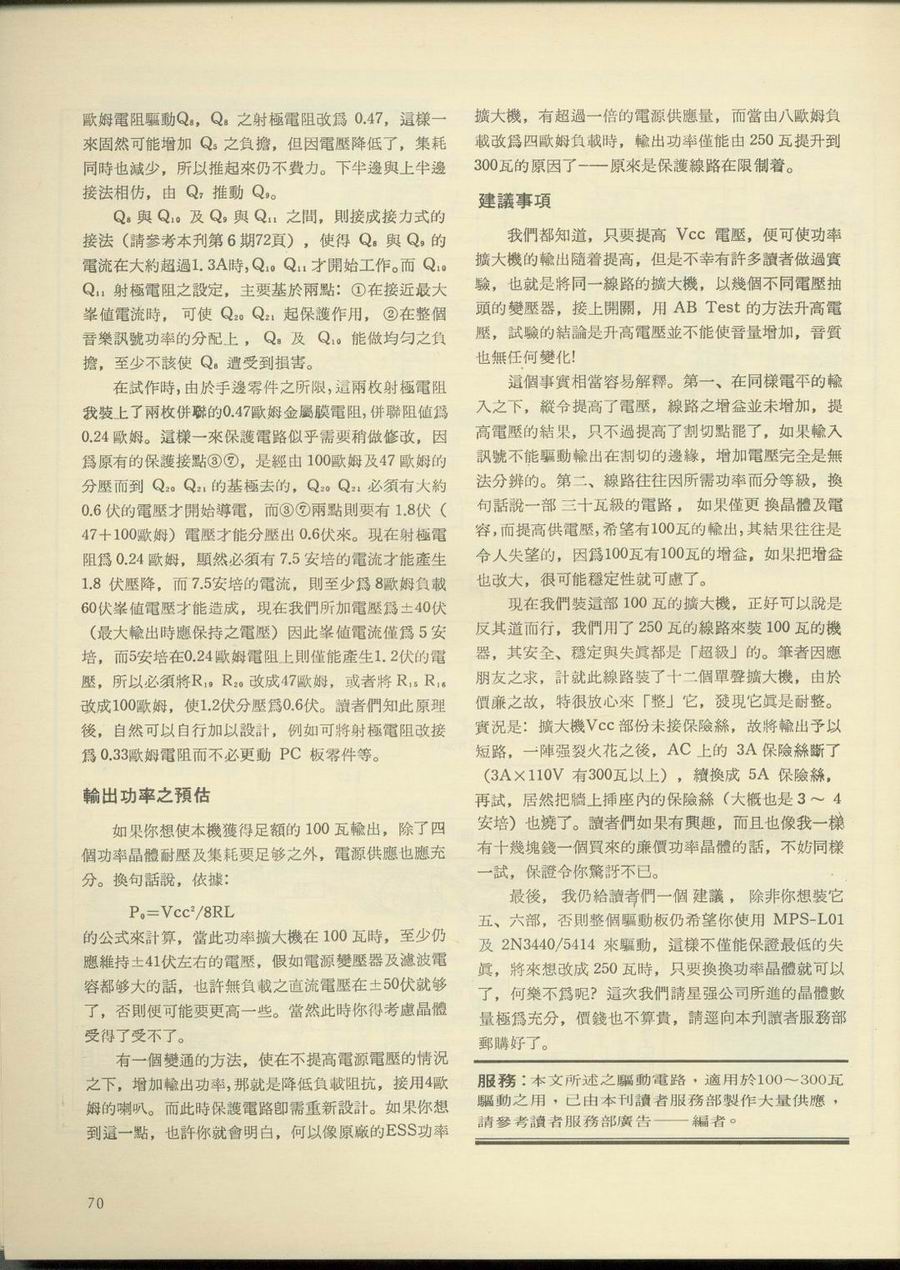 歐姆電阻驅動Q₈，Q₈ 之射極電阻改爲 0.47，這樣一
來固然可能增加 Q₅ 之負擔，但因電壓降低了，集耗
同時也減少，所以推起來仍不費力。下半邊與上半邊
接法相仿，由 Q₇ 推動 Q₉。
Q₈ 與 Q₁₀ 及 Q₉ 與 Q₁₁ 之間，則接成接力式的
接法（請參考本刊第 6 期72頁），使得 Q₈ 與 Q₉ 的
電流在大約超過1.3A時，Q₁₀ Q₁₁ 才開始工作。而 Q₁₀
Q₁₁ 射極電阻之設定，主要基於兩點：①在接近最大
峯値電流時，可使 Q₂₀ Q₂₁ 起保護作用，②在整個
音樂訊號功率的分配上，Q₈ 及 Q₁₀ 能做均勻之負
擔，至少不該使 Q₈ 遭受到損害。
在試作時，由於手邊零件之所限，這兩枚射極電阻
我裝上了兩枚併聯的0.47歐姆金屬膜電阻，併聯阻値爲
0.24 歐姆。這樣一來保護電路似乎需要稍做修改，因
爲原有的保護接點③⑦，是經由 100歐姆及47 歐姆的
分壓而到 Q₂₀ Q₂₁ 的基極去的，Q₂₀ Q₂₁ 必須有大約
0.6 伏的電壓才開始導電，而③⑦兩點則要有 1.8伏（
47＋100歐姆）電壓才能分壓出 0.6伏來。現在射極電
阻爲 0.24 歐姆，顯然必須有 7.5 安培的電流才能產生
1.8 伏壓降，而 7.5安培的電流，則至少爲 8歐姆負載
60伏峯値電壓才能造成，現在我們所加電壓爲±40伏
（最大輸出時應保持之電壓）因此峯値電流僅爲 5 安
培，而5安培在0.24歐姆電阻上則僅能產生1.2伏的電
壓，所以必須將R₁₉ R₂₀ 改成47歐姆，或者將 R₁₅ R₁₆
改成100歐姆，使1.2伏分壓爲0.6伏。讀者們知此原理
後，自然可以自行加以設計，例如可將射極電阻改接
爲 0.33歐姆電阻而不必更動 PC 板零件等。
輸出功率之預估
如果你想使本機獲得足額的 100 瓦輸出，除了四
個功率晶體耐壓及集耗要足够之外，電源供應也應充
分。換句話說，依據：
P₀＝Vcc²/8RL
的公式來計算，當此功率擴大機在 100 瓦時，至少仍
應維持±41伏左右的電壓，假如電源變壓器及濾波電
容都够大的話，也許無負載之直流電壓在±50伏就够
了，否則便可能要更高一些。當然此時你得考慮晶體
受得了受不了。
有一個變通的方法，使在不提高電源電壓的情況
之下，增加輸出功率，那就是降低負載阻抗，接用4歐
姆的喇叭。而此時保護電路卽需重新設計。如果你想
到這一點，也許你就會明白，何以像原廠的ESS功率
擴大機，有超過一倍的電源供應量，而當由八歐姆負
載改爲四歐姆負載時，輸出功率僅能由 250 瓦提升到
300瓦的原因了——原來是保護線路在限制着。
建議事項
我們都知道，只要提高 Vcc 電壓，便可使功率
擴大機的輸出隨着提高，但是不幸有許多讀者做過實
驗，也就是將同一線路的擴大機，以幾個不同電壓抽
頭的變壓器，接上開關，用 AB Test 的方法升高電
壓，試驗的結論是升高電壓並不能使音量增加，音質
也無任何變化！
這個事實相當容易解釋。第一、在同樣電平的輸
入之下，縱令提高了電壓，線路之增益並未增加，提
高電壓的結果，只不過提高了割切點罷了，如果輸入
訊號不能驅動輸出在割切的邊緣，增加電壓完全是無
法分辨的。第二、線路往往因所需功率而分等級，換
句話說一部 三十瓦級的電路，如果僅更 換晶體及電
容，而提高供電壓，希望有100瓦的輸出，其結果往往是
令人失望的，因爲100瓦有100瓦的增益，如果把增益
也改大，很可能穩定性就可慮了。
現在我們裝這部 100 瓦的擴大機，正好可以說是
反其道而行，我們用了 250 瓦的線路來裝 100 瓦的機
器，其安全、穩定與失眞都是「超級」的。筆者因應
朋友之求，計就此線路裝了十二個單聲擴大機，由於
價廉之故，特很放心來「整」它，發現它眞是耐整。
實況是：擴大機Vcc 部份未接保險絲，故將輸出予以
短路，一陣强裂火花之後，AC 上的 3A 保險絲斷了
（3A×110V 有300瓦以上），續換成 5A 保險絲，
再試，居然把牆上挿座內的保險絲（大概也是 3 ～ 4
安培）也燒了。讀者們如果有興趣，而且也像我一樣
有十幾塊錢一個買來的廉價功率晶體的話，不妨同樣
一試，保證令你驚訝不已。
最後，我仍給讀者們一個 建議，除非你想裝它
五、六部，否則整個驅動板仍希望你使用 MPS-L01
及 2N3440/5414 來驅動，這樣不僅能保證最低的失
眞，將來想改成 250 瓦時，只要換換功率晶體就可以
了，何樂不爲呢？這次我們請星强公司所進的晶體數
量極爲充分，價錢也不算貴，請逕向本刊讀者服務部
郵購好了。
服務：本文所述之驅動電路，適用於100～300瓦
驅動之用，已由本刊讀者服務部製作大量供應，
請參考讀者服務部廣告——編者。
70